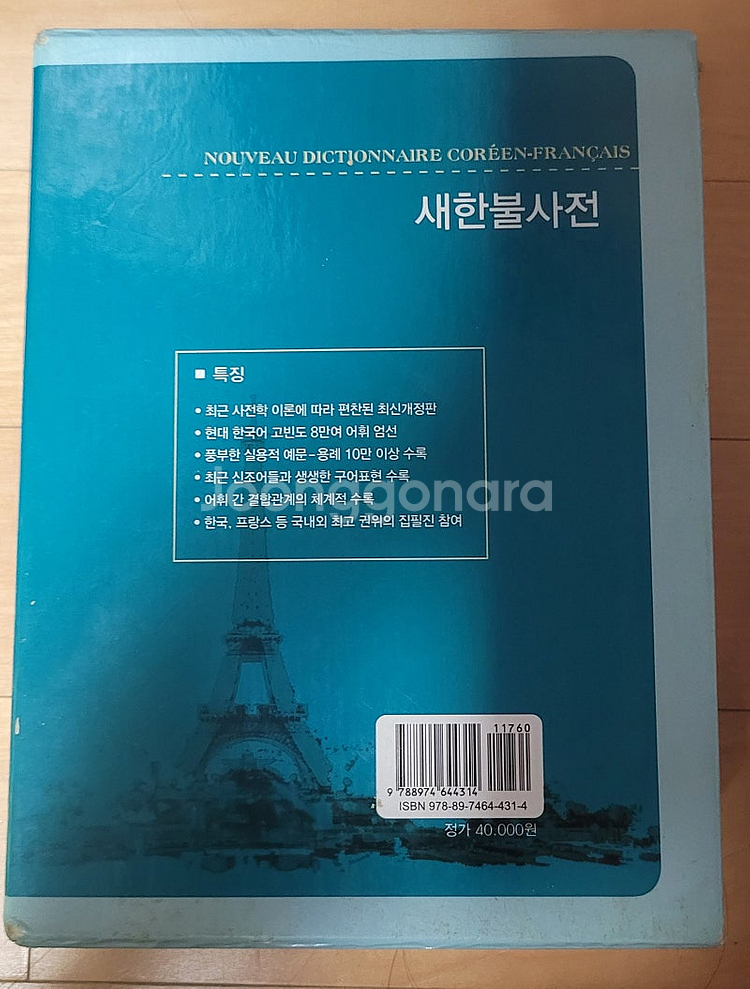 NOUVEAU DICTIONNAIRE CORÉEN-FRANÇAIS
새한불사전
■ 특징
• 최근 사전학 이론에 따라 편찬된 최신개정판
• 현대 한국어 고빈도 8만여 어휘 엄선
• 풍부한 실용적 예문-용례 10만 이상 수록
• 최근 신조어들과 생생한 구어표현 수록
• 어휘 간 결합관계의 체계적 수록
• 한국, 프랑스 등 국내외 최고 권위의 집필진 참여
joonggonara
11760
9 788974 644314
ISBN 978-89-7464-431-4
정가 40.000원